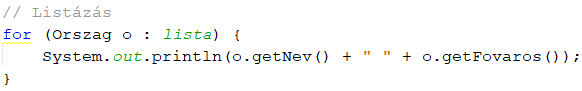 // Listázás
for (Orszag o : lista) {
    System.out.println(o.getNev() + " " + o.getFovaros());
}